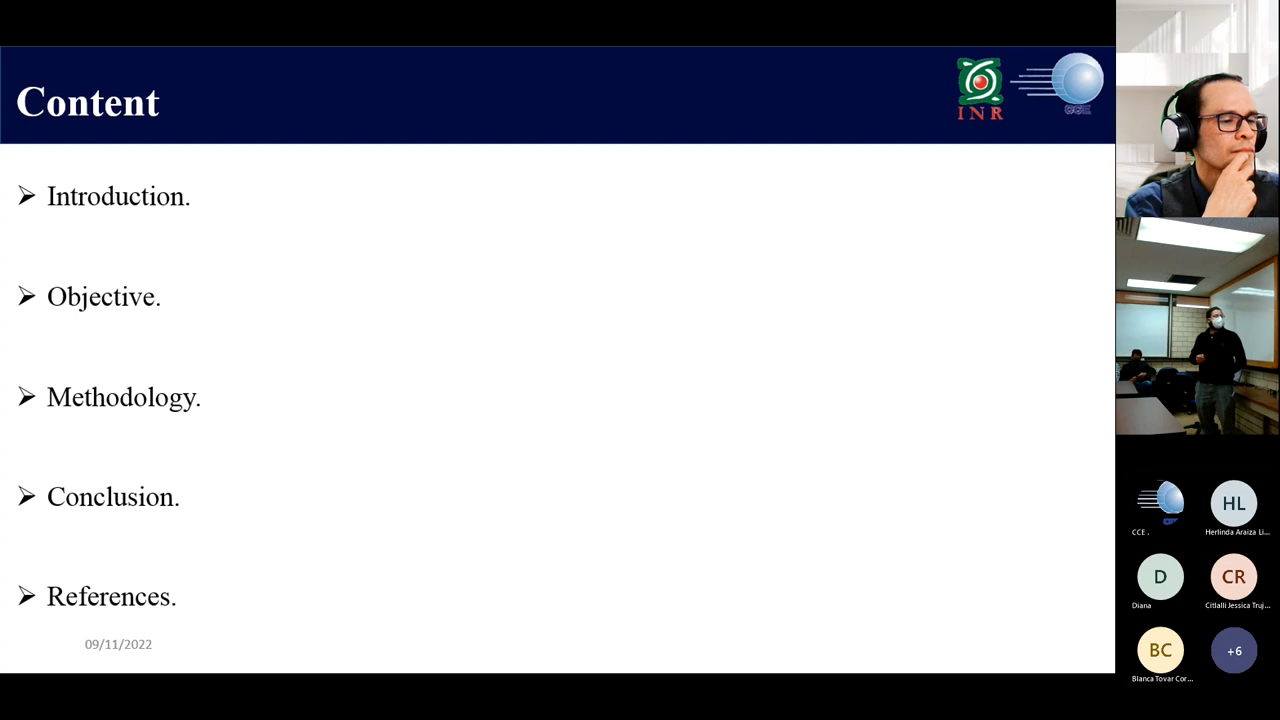 Content
INR
CCE
➢ Introduction.
➢ Objective.
➢ Methodology.
➢ Conclusion.
➢ References.
09/11/2022
CCE .
HL
Herlinda Araiza Li...
D
Diana
CR
Citlalli Jessica Truj...
BC
Blanca Tovar Cor...
+6